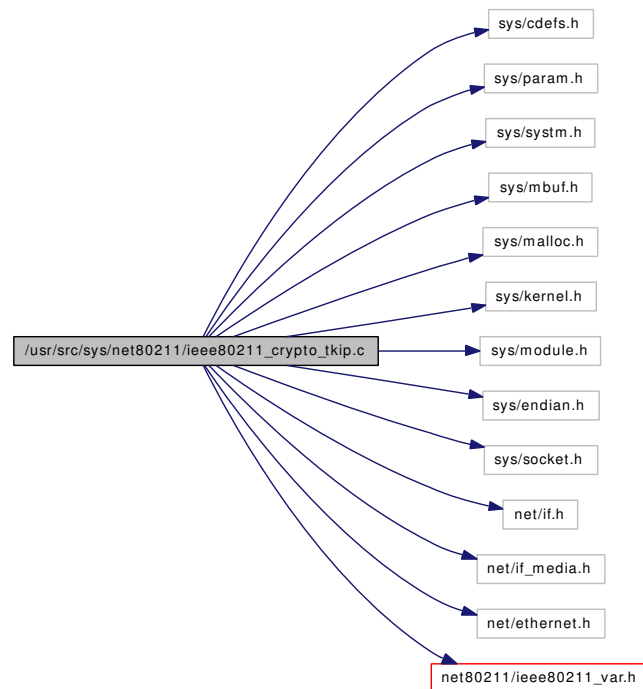 sys/cdefs.h
sys/param.h
sys/systm.h
sys/mbuf.h
sys/malloc.h
sys/kernel.h
/usr/src/sys/net80211/ieee80211_crypto_tkip.c
sys/module.h
sys/endian.h
sys/socket.h
net/if.h
net/if_media.h
net/ethernet.h
net80211/ieee80211_var.h